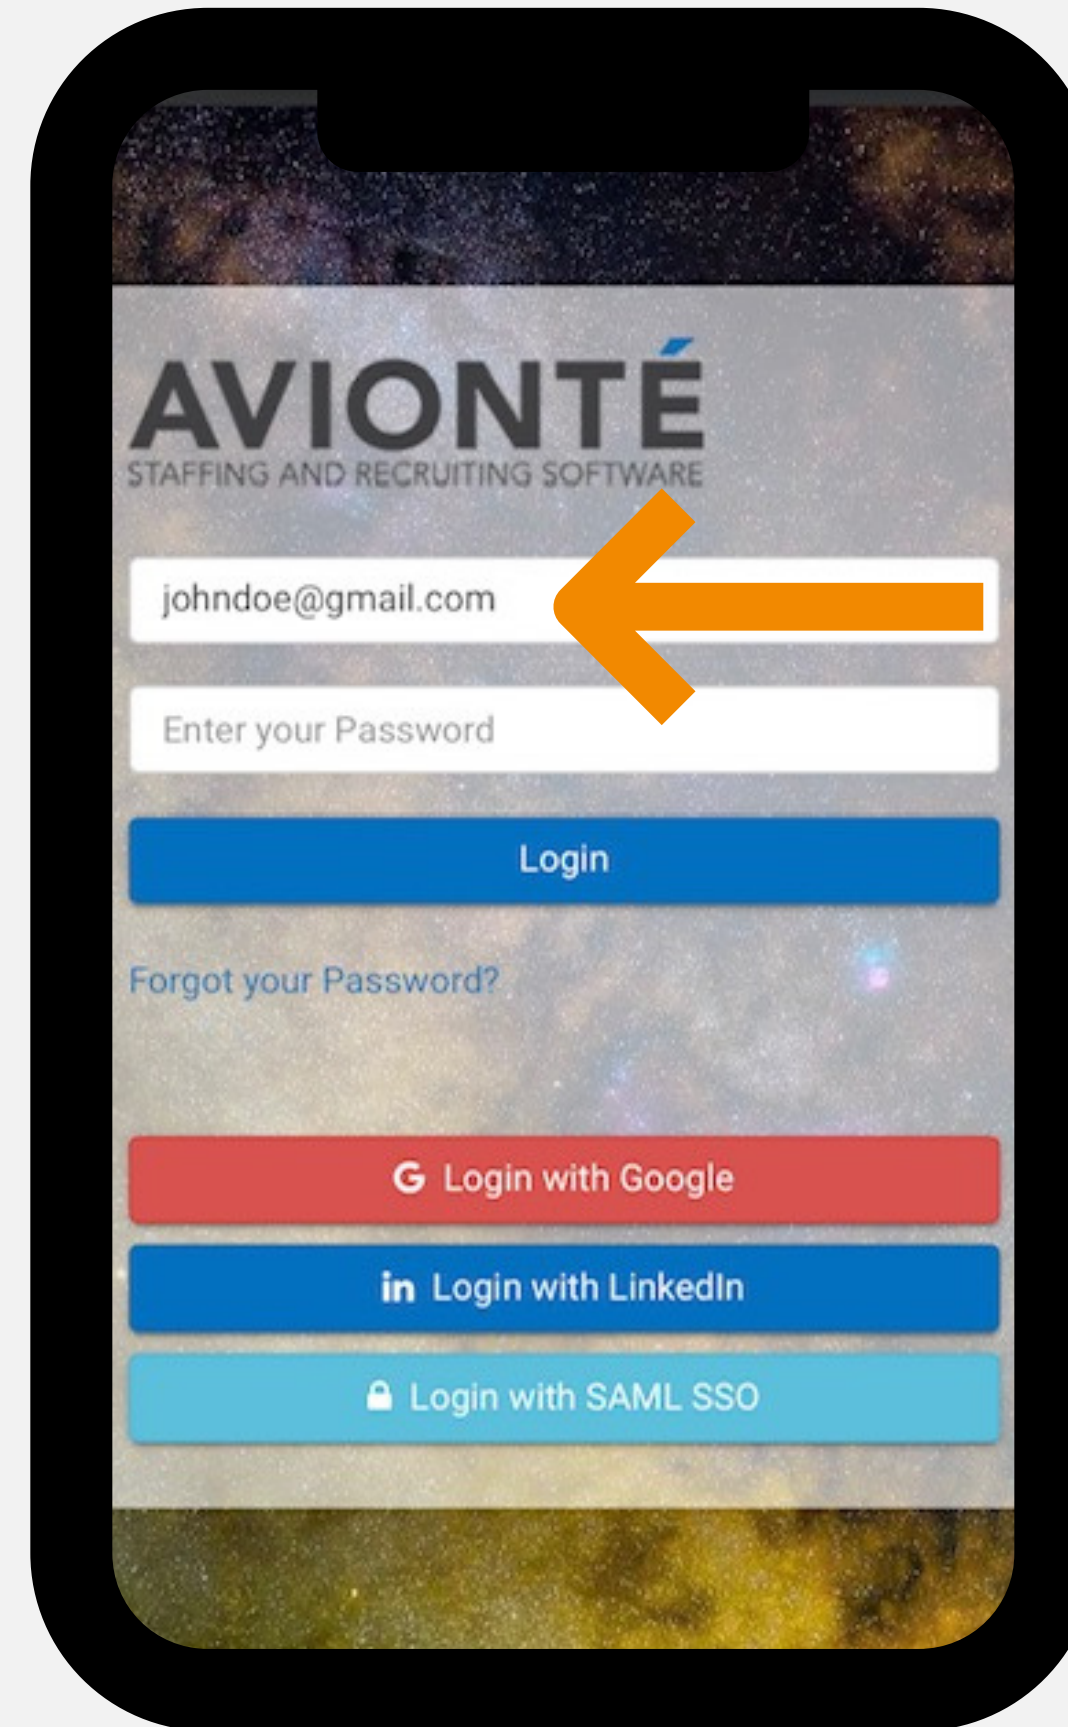 AVIONTÉ
STAFFING AND RECRUITING SOFTWARE
johndoe@gmail.com
Enter your Password
Login
Forgot your Password?
G Login with Google
in Login with LinkedIn
Login with SAML SSO